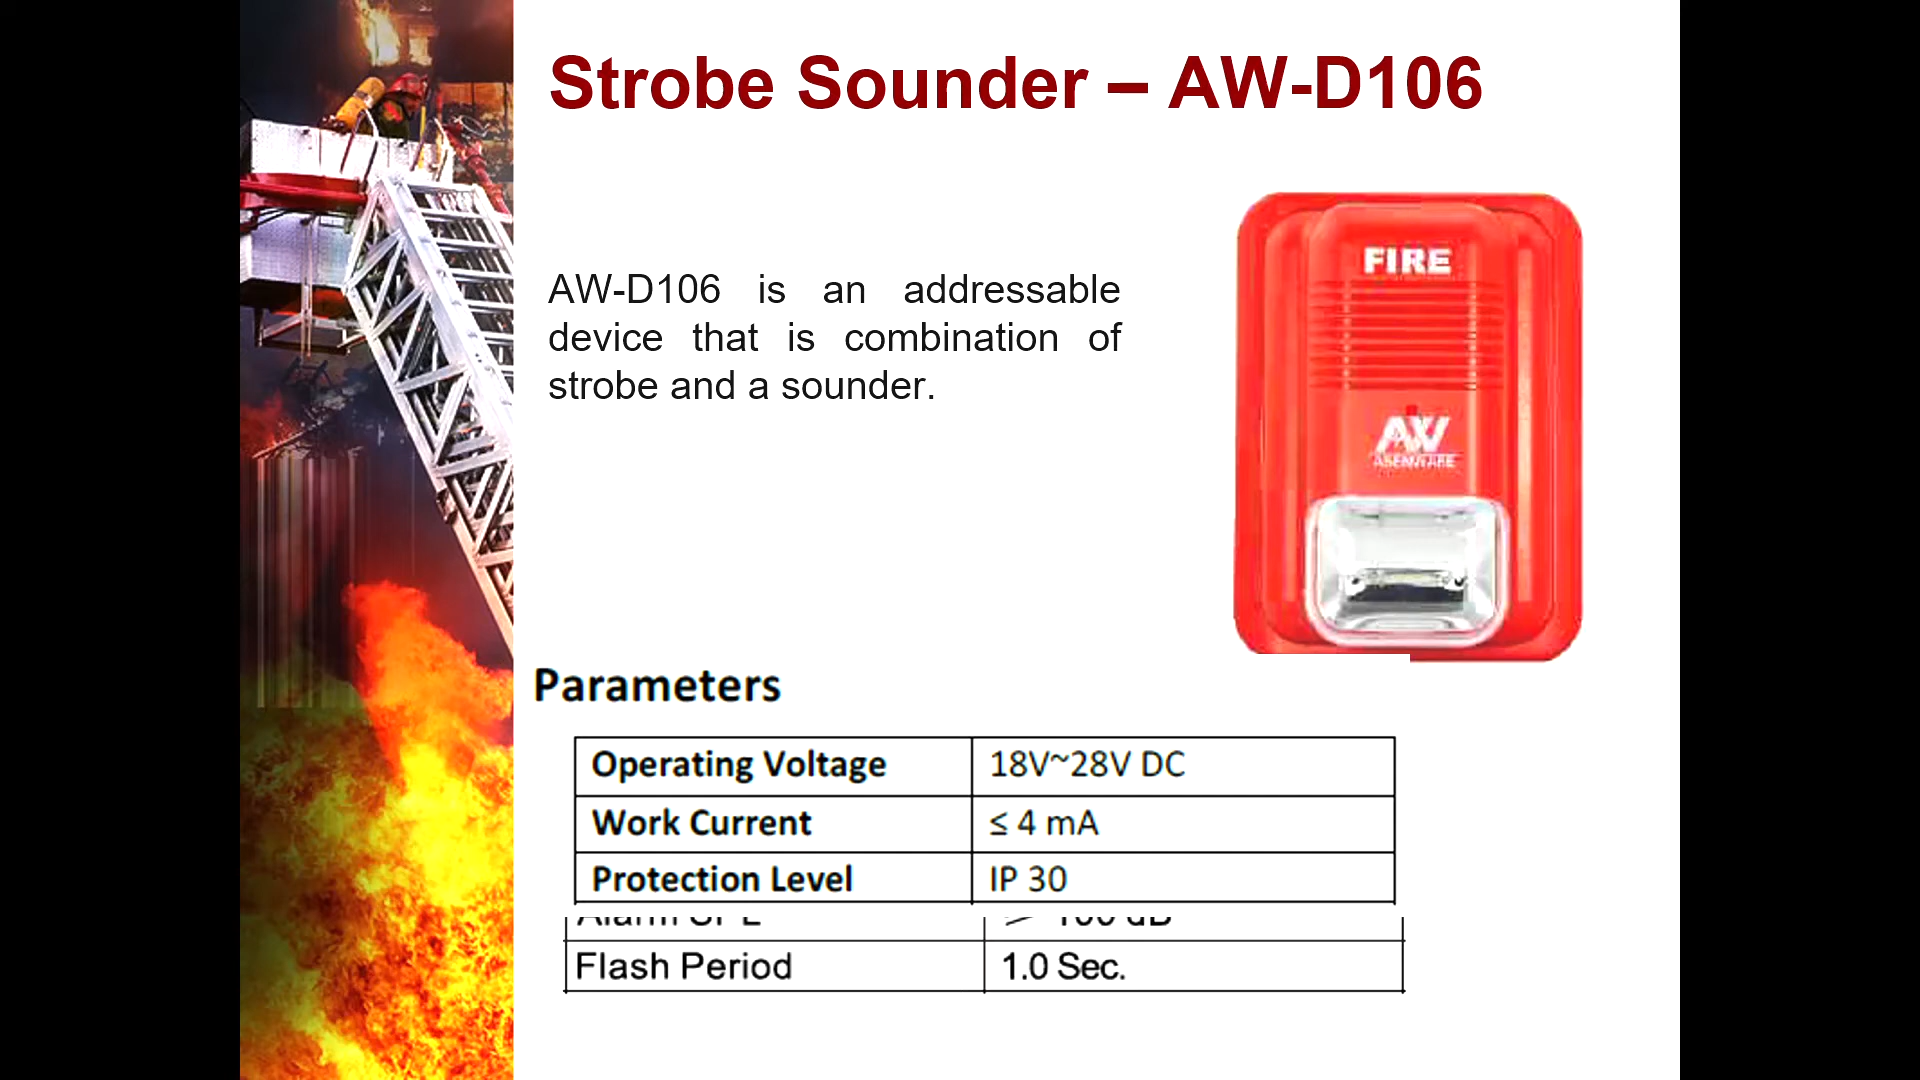 Strobe Sounder – AW-D106
AW-D106 is an addressable
device that is combination of
strobe and a sounder.
FIRE
AW
ASENWARE
Parameters
Operating Voltage 18V~28V DC
Work Current ≤ 4 mA
Protection Level IP 30
Flash Period 1.0 Sec.